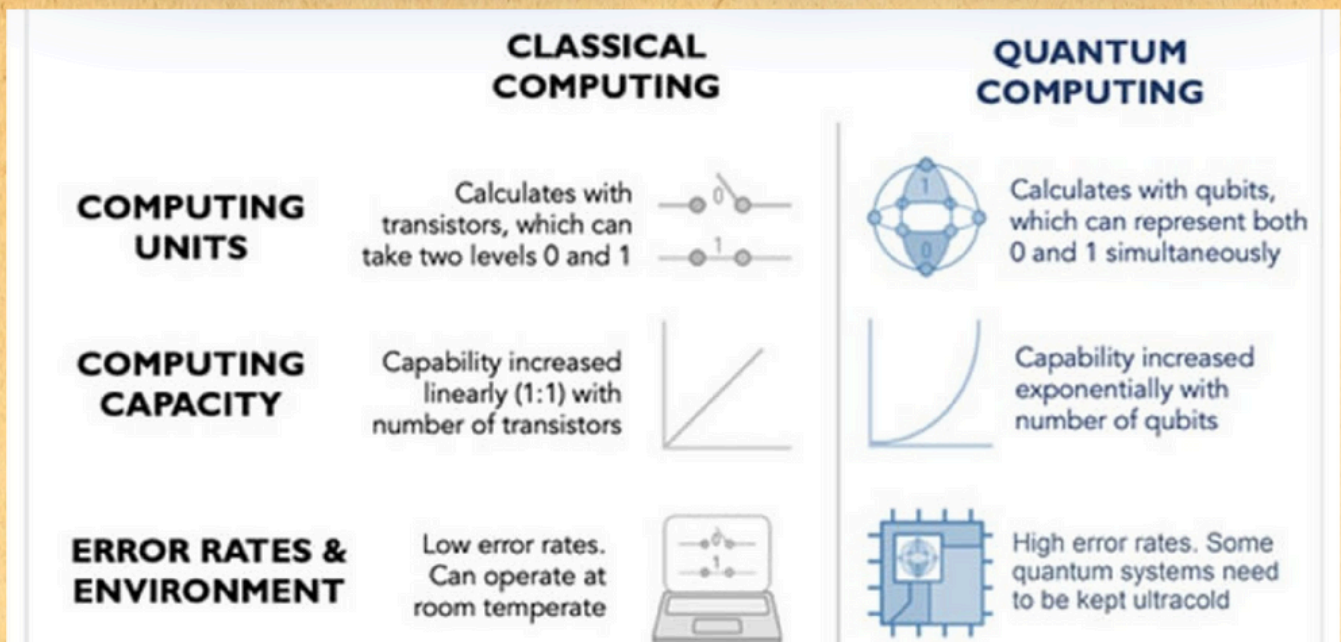 CLASSICAL
COMPUTING
QUANTUM
COMPUTING
COMPUTING
UNITS
Calculates with
transistors, which can
take two levels 0 and 1
0
1
1
0
Calculates with qubits,
which can represent both
0 and 1 simultaneously
COMPUTING
CAPACITY
Capability increased
linearly (1:1) with
number of transistors
Capability increased
exponentially with
number of qubits
ERROR RATES &
ENVIRONMENT
Low error rates.
Can operate at
room temperate
0
1
High error rates. Some
quantum systems need
to be kept ultracold